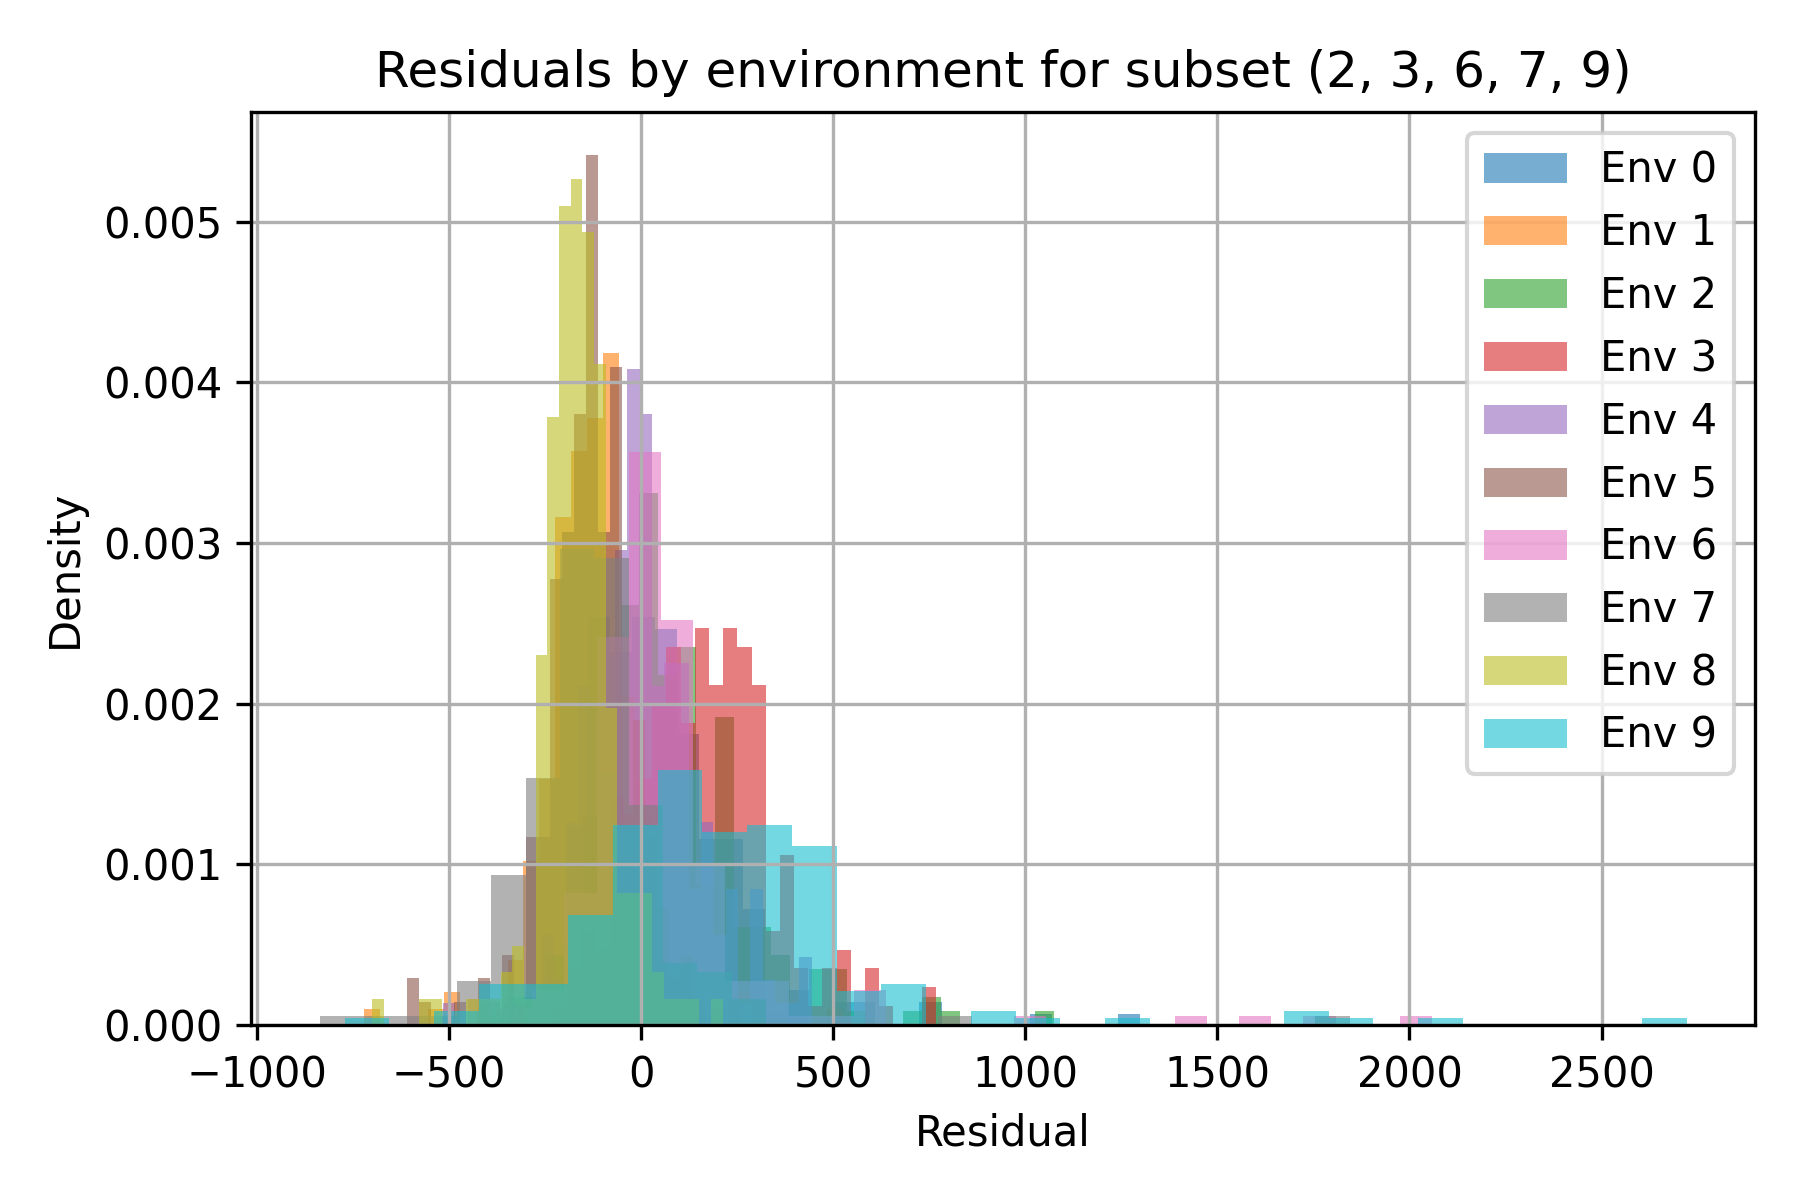 Residuals by environment for subset (2, 3, 6, 7, 9)
Density
0.005
0.004
0.003
0.002
0.001
0.000
−1000
−500
0
500
1000
1500
2000
2500
Residual
Env 0
Env 1
Env 2
Env 3
Env 4
Env 5
Env 6
Env 7
Env 8
Env 9